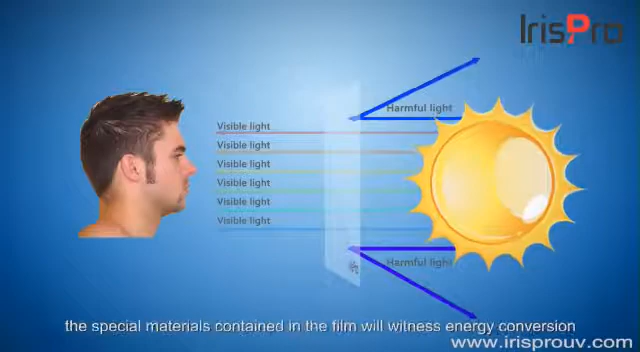 IrisPro
Harmful light
Visible light
Visible light
Visible light
Visible light
Visible light
Visible light
Harmful light
the special materials contained in the film will witness energy conversion
www.irisprouv.com